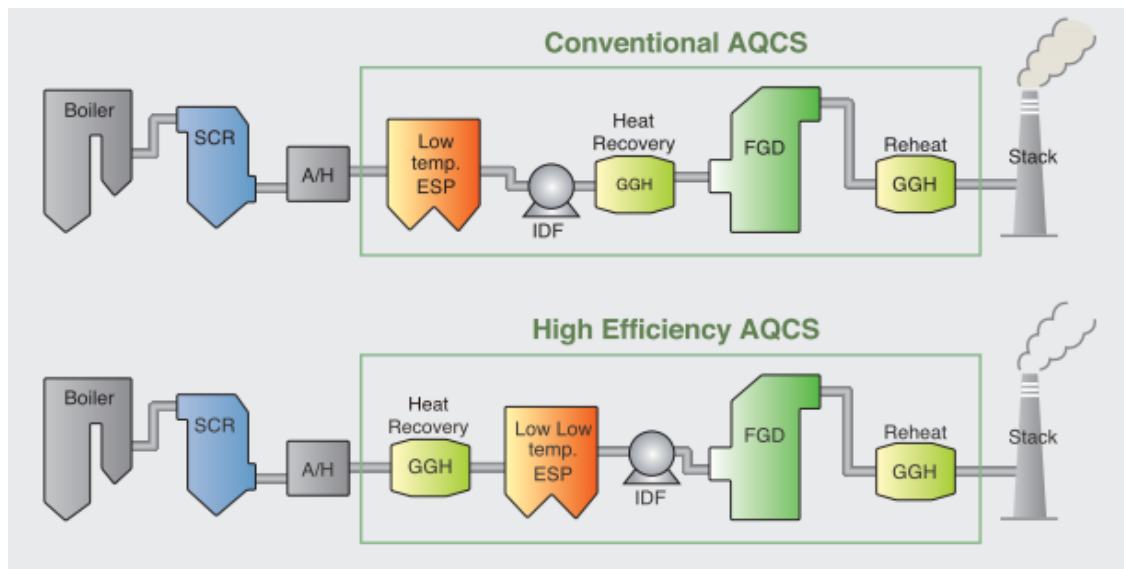 Conventional AQCS
Boiler
SCR
A/H
Low
temp.
ESP
IDF
Heat
Recovery
GGH
FGD
Reheat
GGH
Stack
High Efficiency AQCS
Boiler
SCR
A/H
Heat
Recovery
GGH
Low Low
temp.
ESP
IDF
FGD
Reheat
GGH
Stack